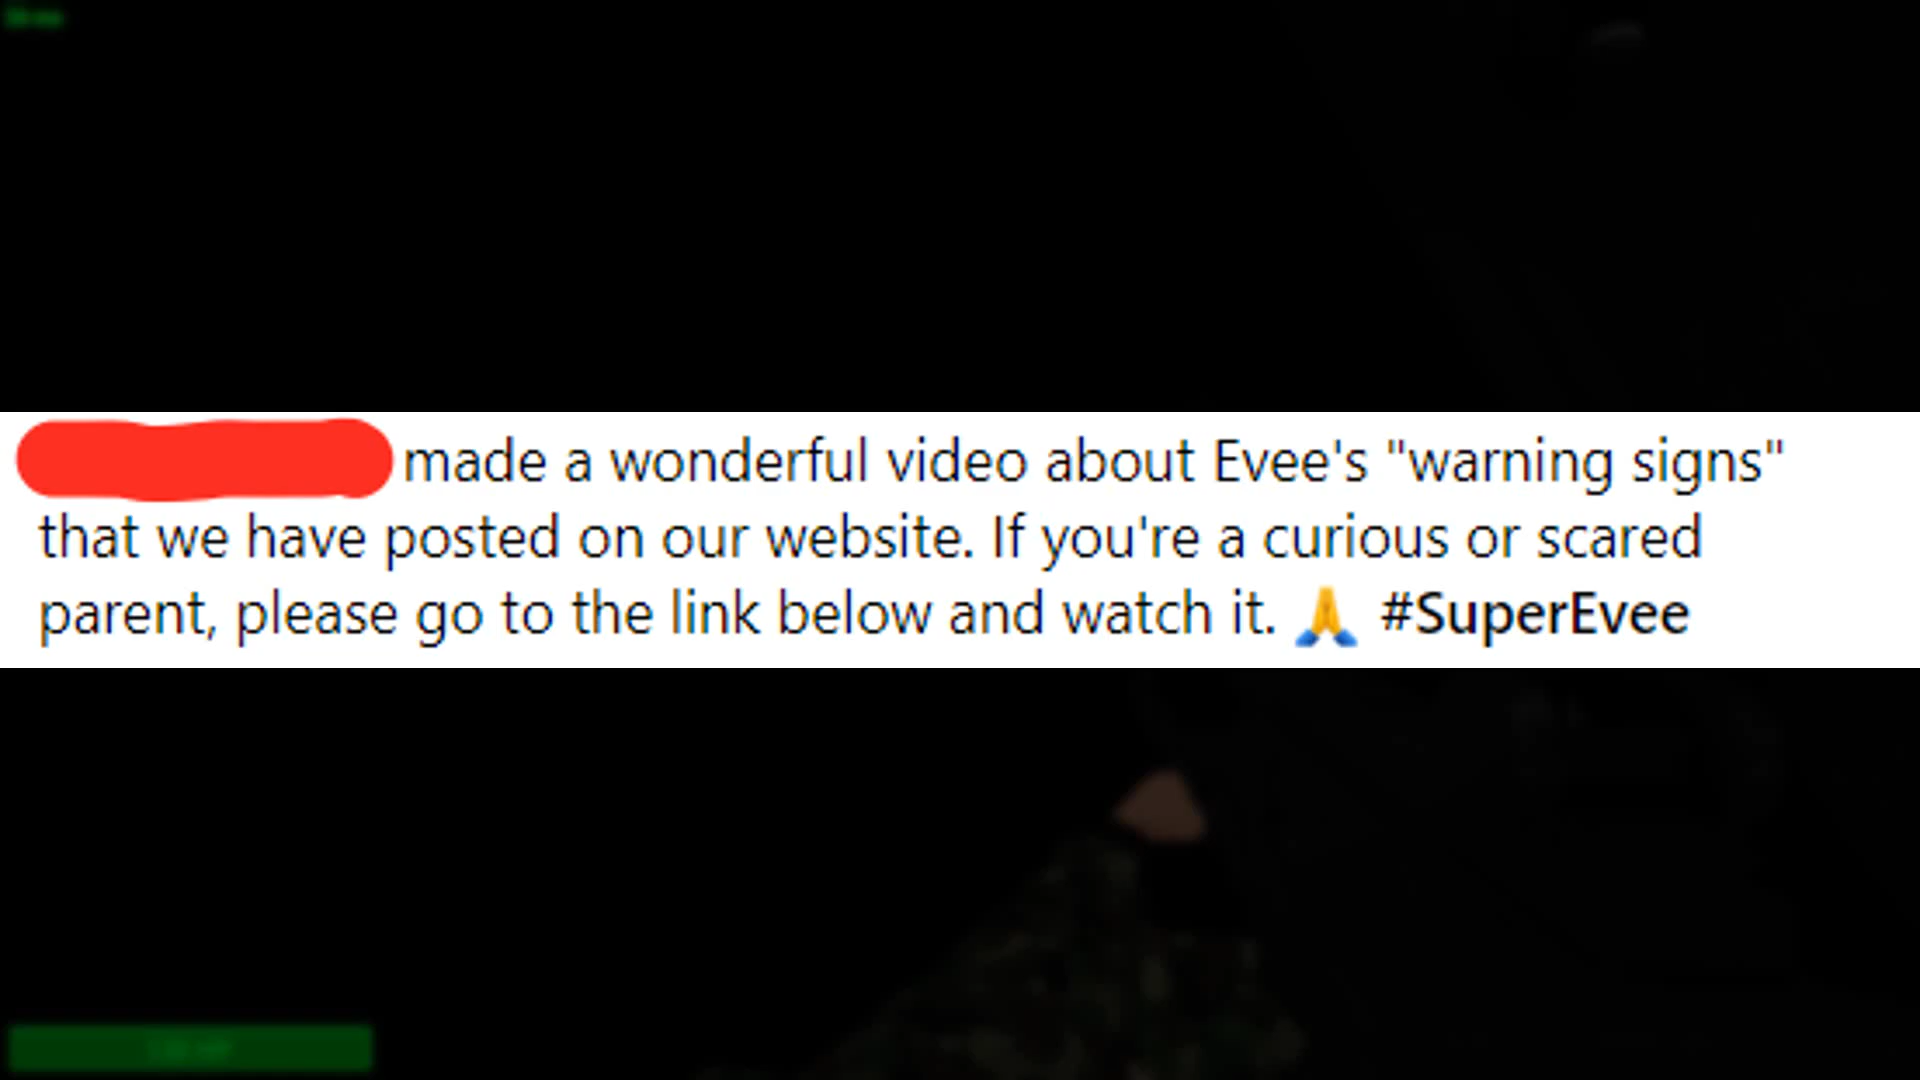 made a wonderful video about Evee's "warning signs"
that we have posted on our website. If you're a curious or scared
parent, please go to the link below and watch it. 🙏 #SuperEvee